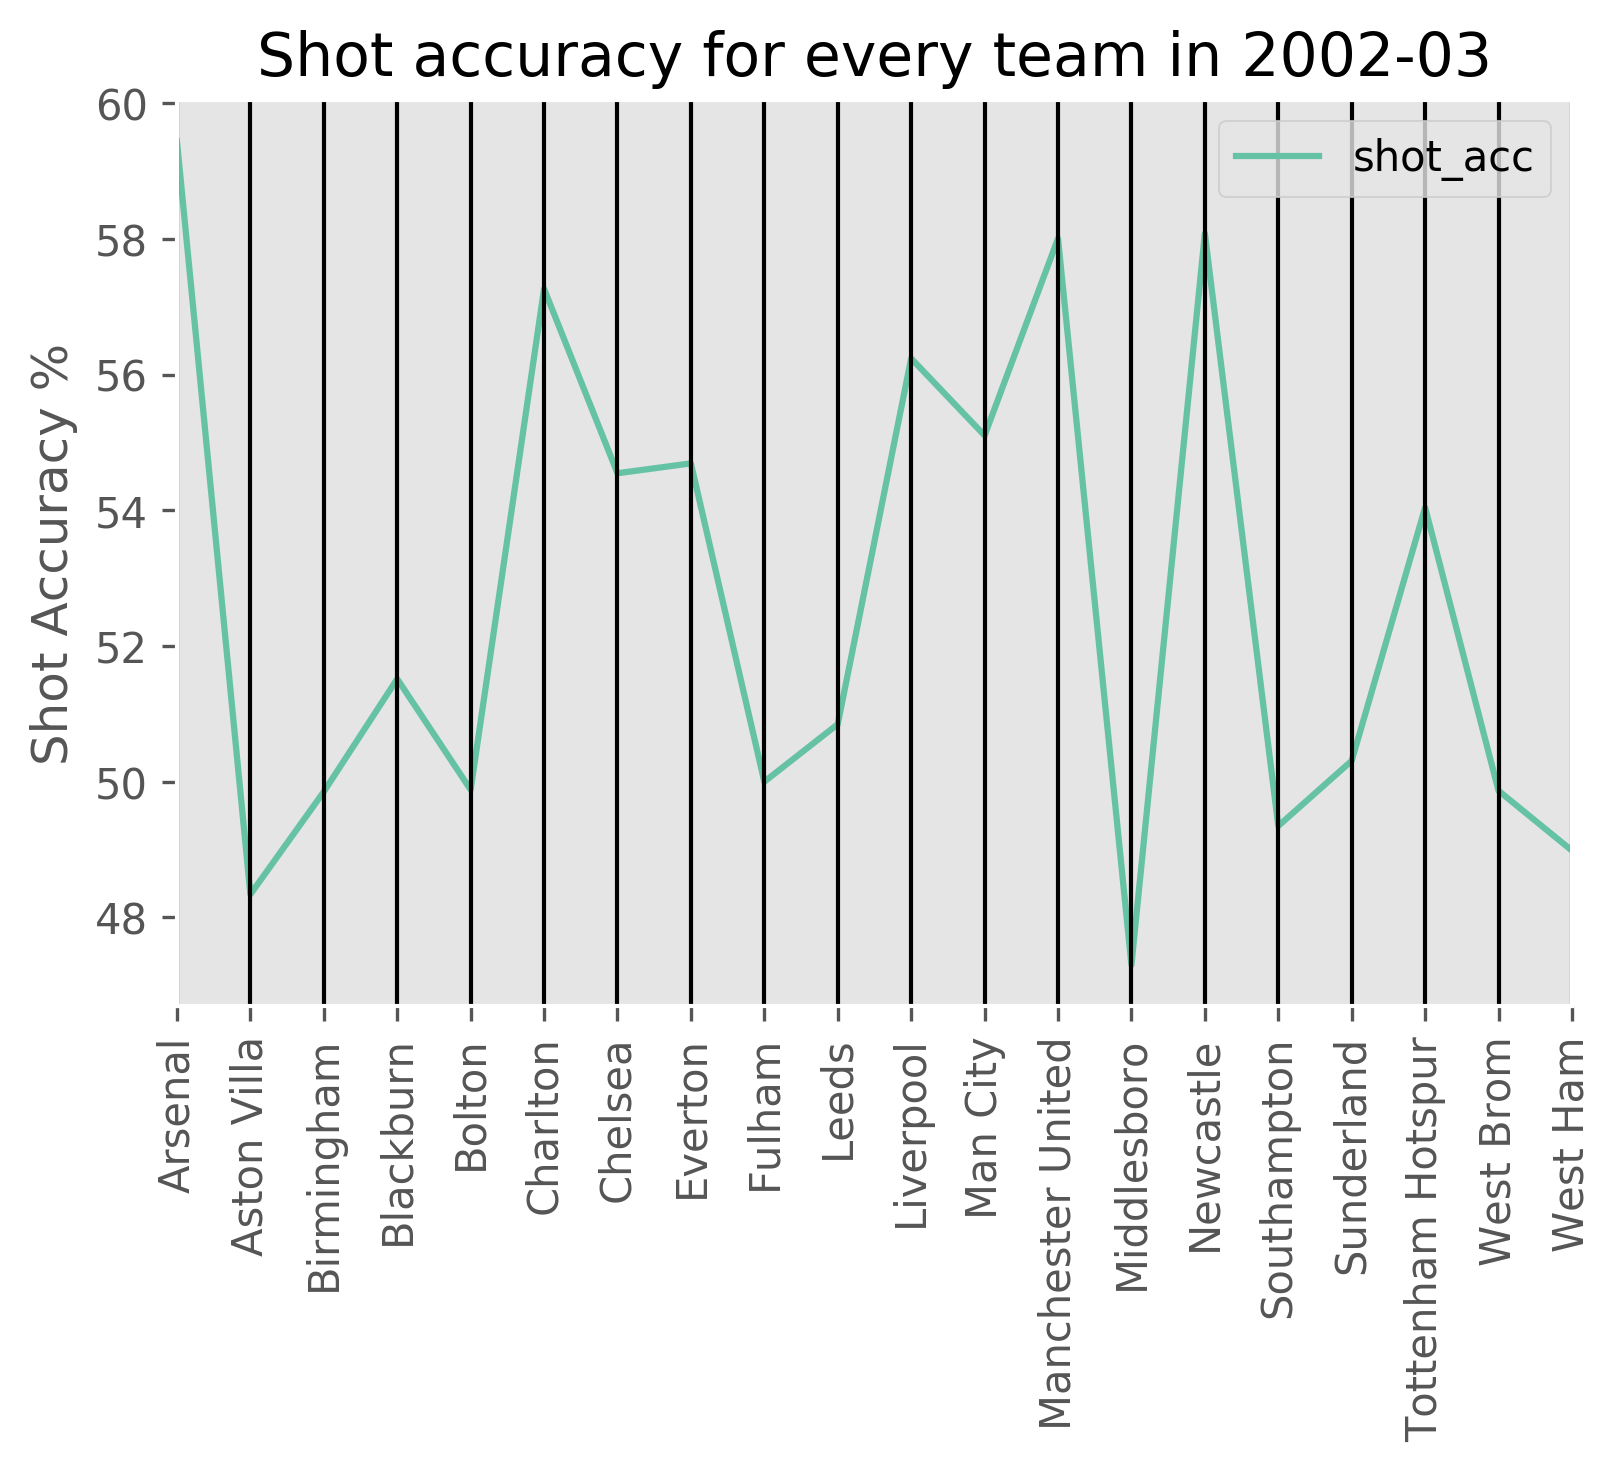 Shot accuracy for every team in 2002-03
shot_acc
Shot Accuracy %
60
58
56
54
52
50
48
Arsenal
Aston Villa
Birmingham
Blackburn
Bolton
Charlton
Chelsea
Everton
Fulham
Leeds
Liverpool
Man City
Manchester United
Middlesboro
Newcastle
Southampton
Sunderland
Tottenham Hotspur
West Brom
West Ham